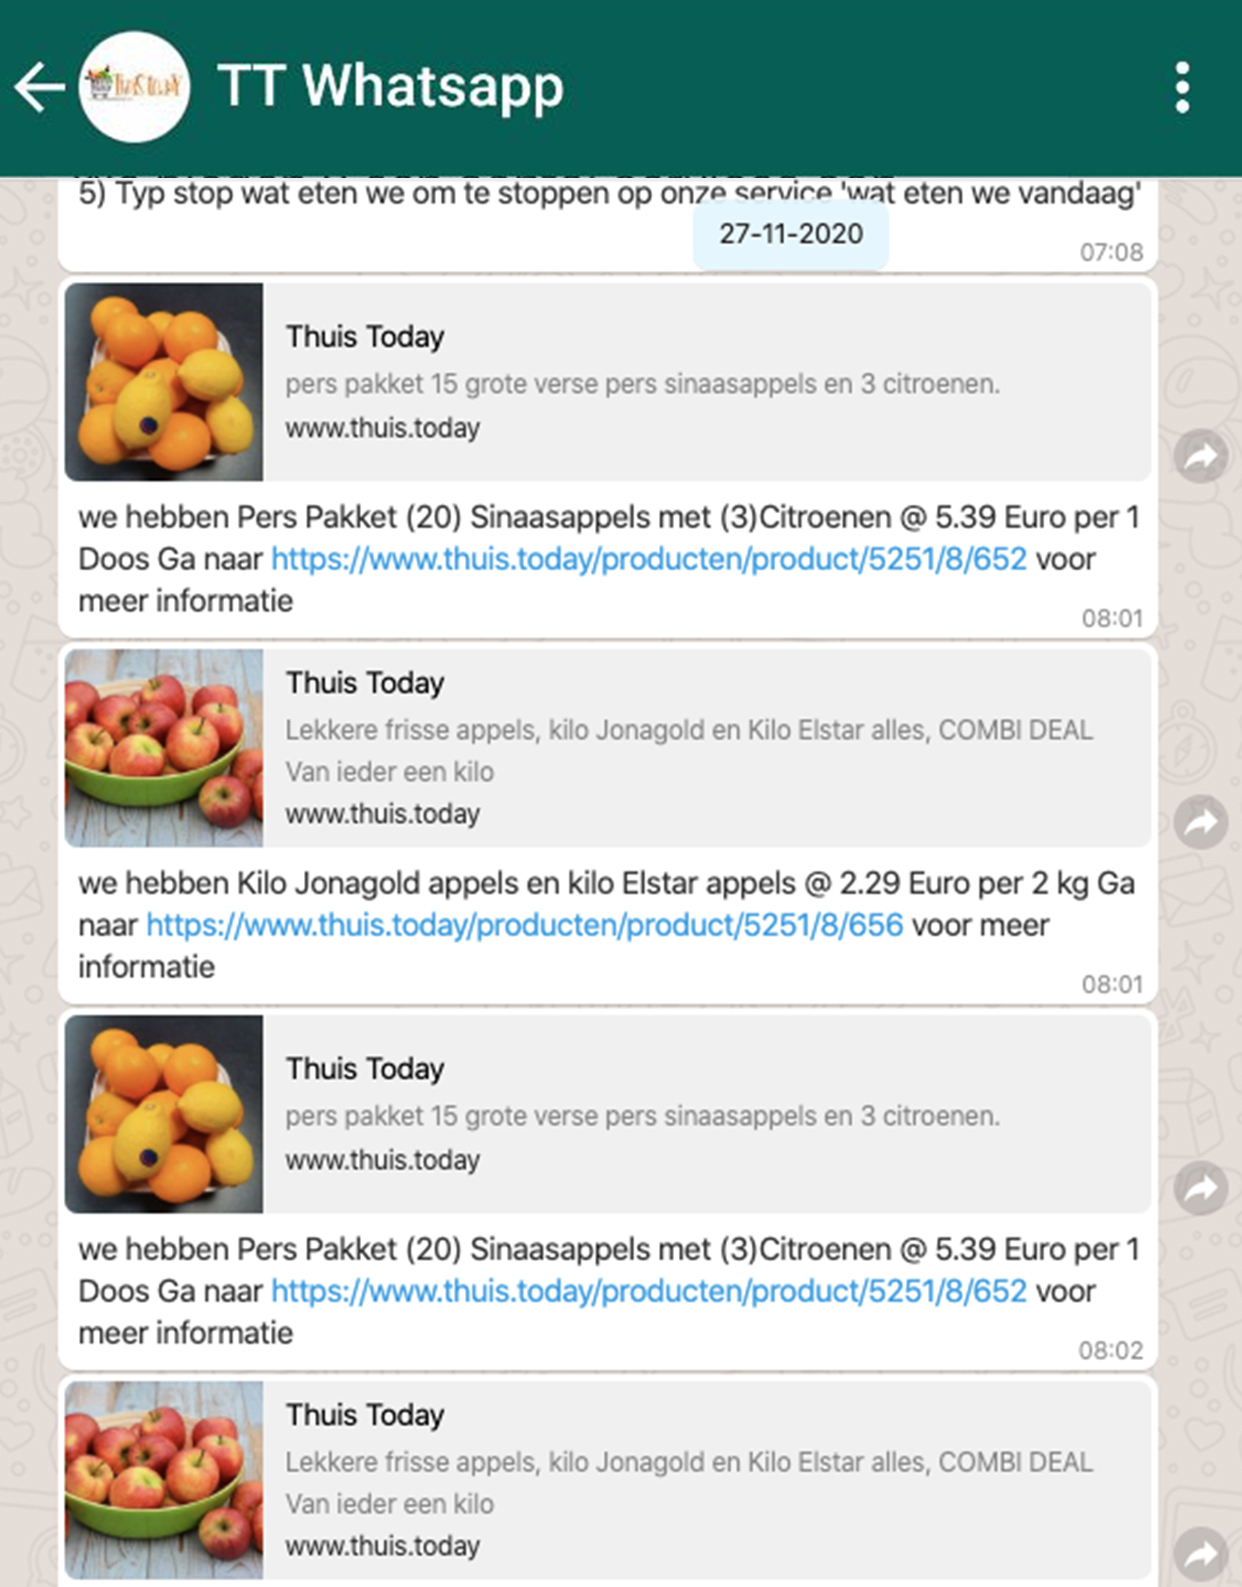 Thuis Today
TT Whatsapp
5) Typ stop wat eten we om te stoppen op onze service 'wat eten we vandaag'
27-11-2020
07:08
Thuis Today
pers pakket 15 grote verse pers sinaasappels en 3 citroenen.
www.thuis.today
we hebben Pers Pakket (20) Sinaasappels met (3)Citroenen @ 5.39 Euro per 1
Doos Ga naar https://www.thuis.today/producten/product/5251/8/652 voor
meer informatie
08:01
Thuis Today
Lekkere frisse appels, kilo Jonagold en Kilo Elstar alles, COMBI DEAL
Van ieder een kilo
www.thuis.today
we hebben Kilo Jonagold appels en kilo Elstar appels @ 2.29 Euro per 2 kg Ga
naar https://www.thuis.today/producten/product/5251/8/656 voor meer
informatie
08:01
Thuis Today
pers pakket 15 grote verse pers sinaasappels en 3 citroenen.
www.thuis.today
we hebben Pers Pakket (20) Sinaasappels met (3)Citroenen @ 5.39 Euro per 1
Doos Ga naar https://www.thuis.today/producten/product/5251/8/652 voor
meer informatie
08:02
Thuis Today
Lekkere frisse appels, kilo Jonagold en Kilo Elstar alles, COMBI DEAL
Van ieder een kilo
www.thuis.today